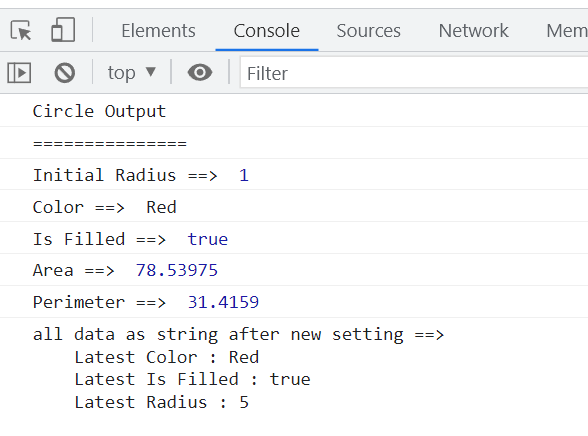 Elements Console Sources Network Mem
top ▼ Filter
Circle Output
===============
Initial Radius ==> 1
Color ==> Red
Is Filled ==> true
Area ==> 78.53975
Perimeter ==> 31.4159
all data as string after new setting ==>
Latest Color : Red
Latest Is Filled : true
Latest Radius : 5